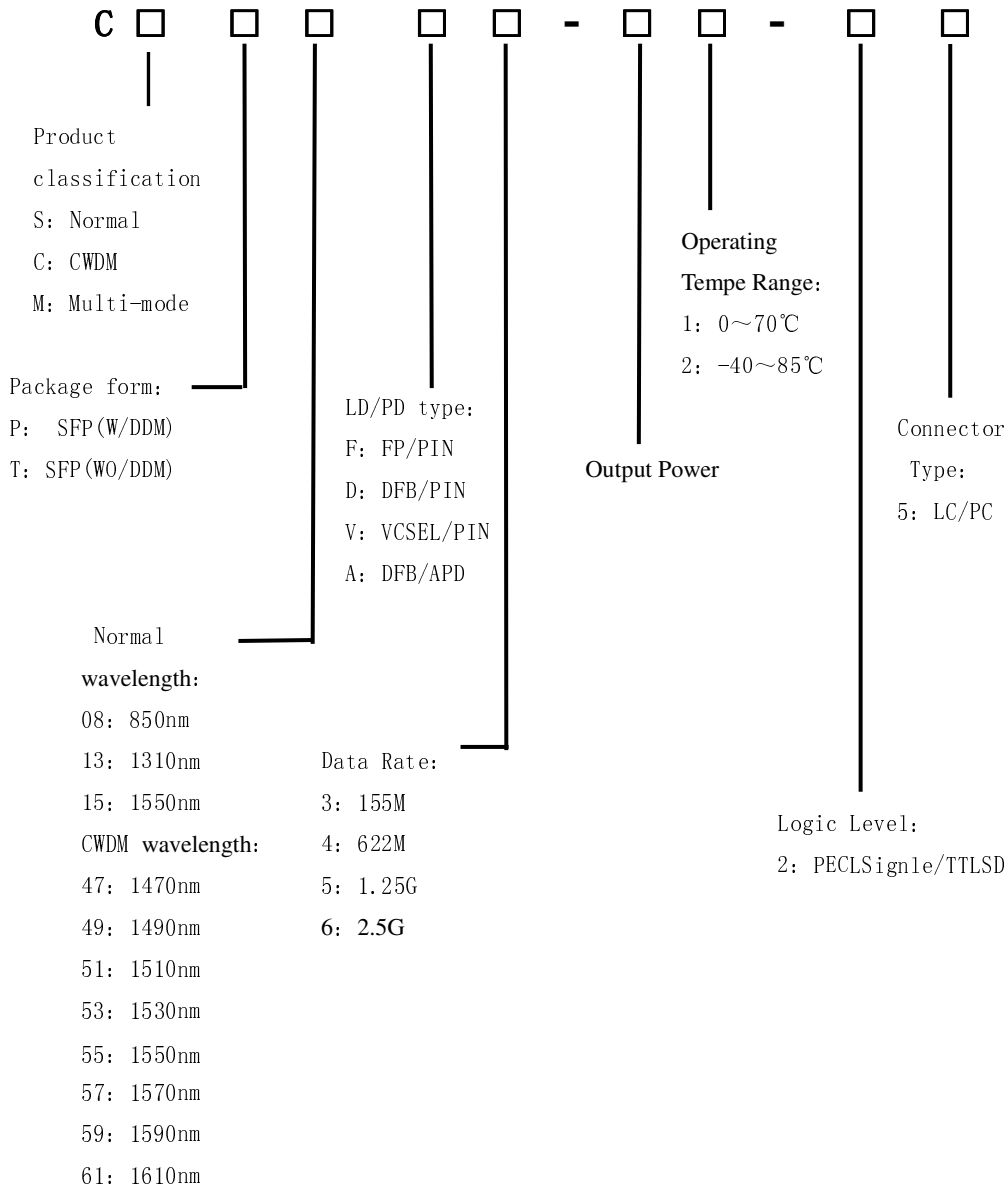 C □ □ □ □ □ - □ □ - □ □
Product
classification
S: Normal
C: CWDM
M: Multi-mode
Package form:
P: SFP(W/DDM)
T: SFP(WO/DDM)
Normal
wavelength:
08: 850nm
13: 1310nm
15: 1550nm
CWDM wavelength:
47: 1470nm
49: 1490nm
51: 1510nm
53: 1530nm
55: 1550nm
57: 1570nm
59: 1590nm
61: 1610nm
LD/PD type:
F: FP/PIN
D: DFB/PIN
V: VCSEL/PIN
A: DFB/APD
Data Rate:
3: 155M
4: 622M
5: 1.25G
6: 2.5G
Output Power
Operating
Tempe Range:
1: 0～70℃
2: -40～85℃
Logic Level:
2: PECLSignle/TTLSD
Connector
Type:
5: LC/PC